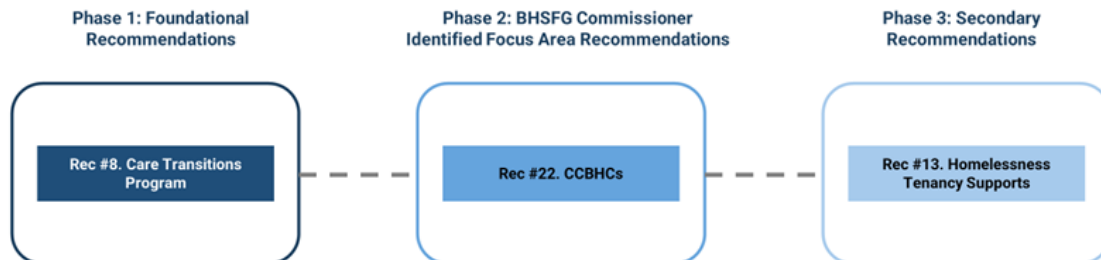 Phase 1: Foundational
Recommendations
Phase 2: BHSFG Commissioner
Identified Focus Area Recommendations
Phase 3: Secondary
Recommendations
Rec #8. Care Transitions
Program
Rec #22. CCBHCs
Rec #13. Homelessness
Tenancy Supports